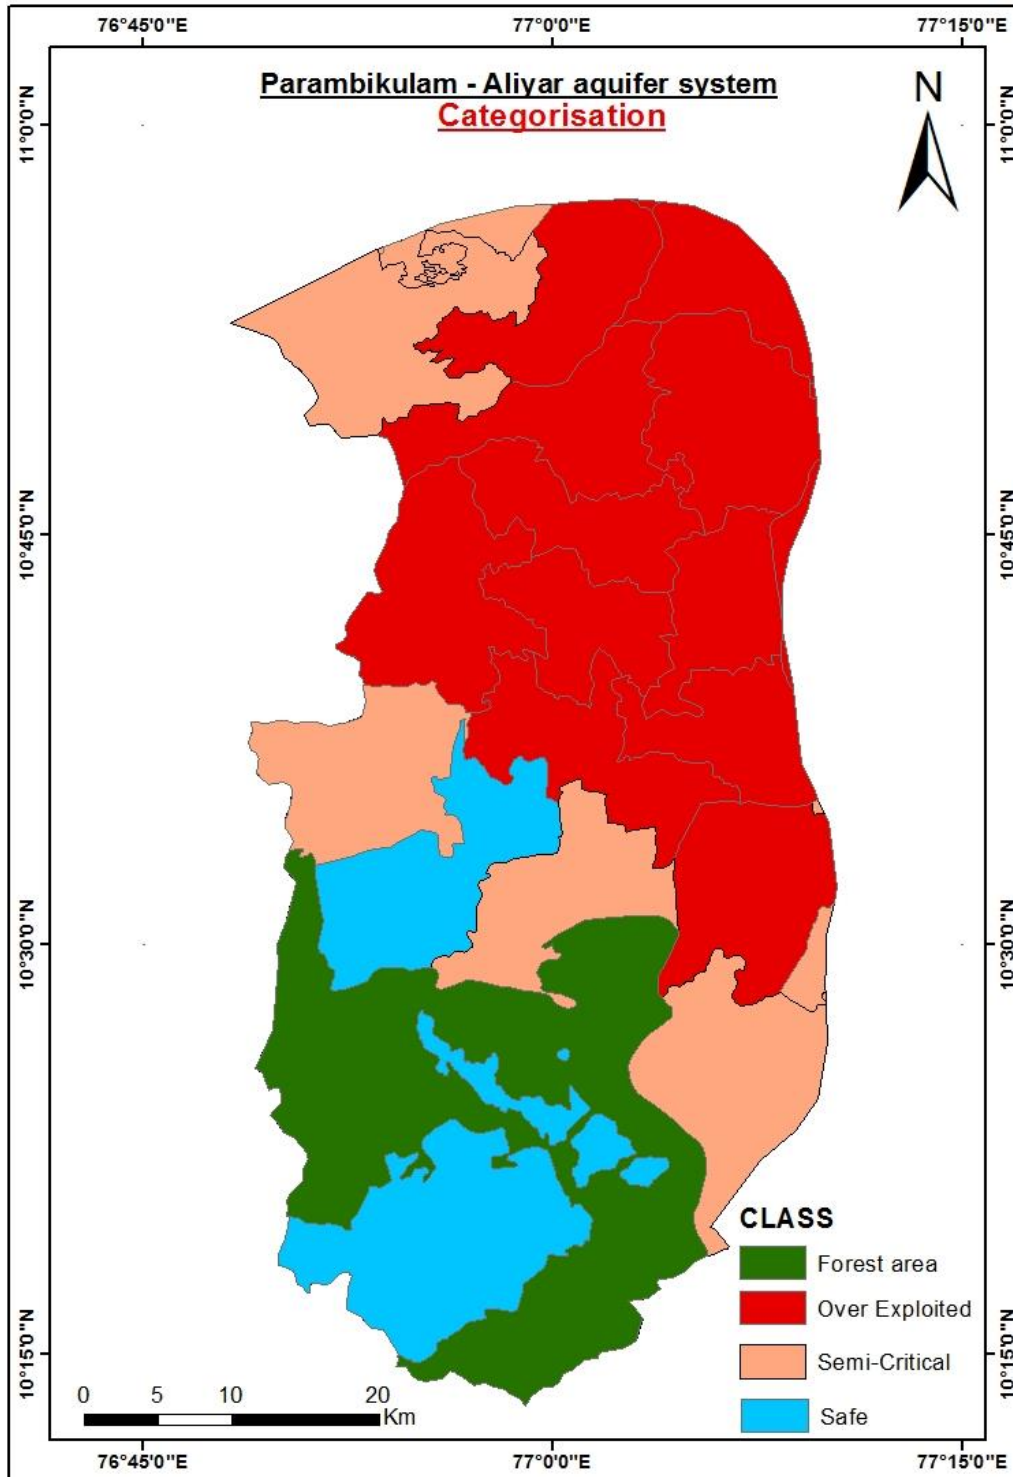 76°45'0"E 77°0'0"E 77°15'0"E
Parambikulam - Aliyar aquifer system
Categorisation
N
11°0'0"N 11°0'0"N
10°45'0"N 10°45'0"N
10°30'0"N 10°30'0"N
CLASS
Forest area
Over Exploited
Semi-Critical
Safe
10°15'0"N 10°15'0"N
0 5 10 20
Km
76°45'0"E 77°0'0"E 77°15'0"E